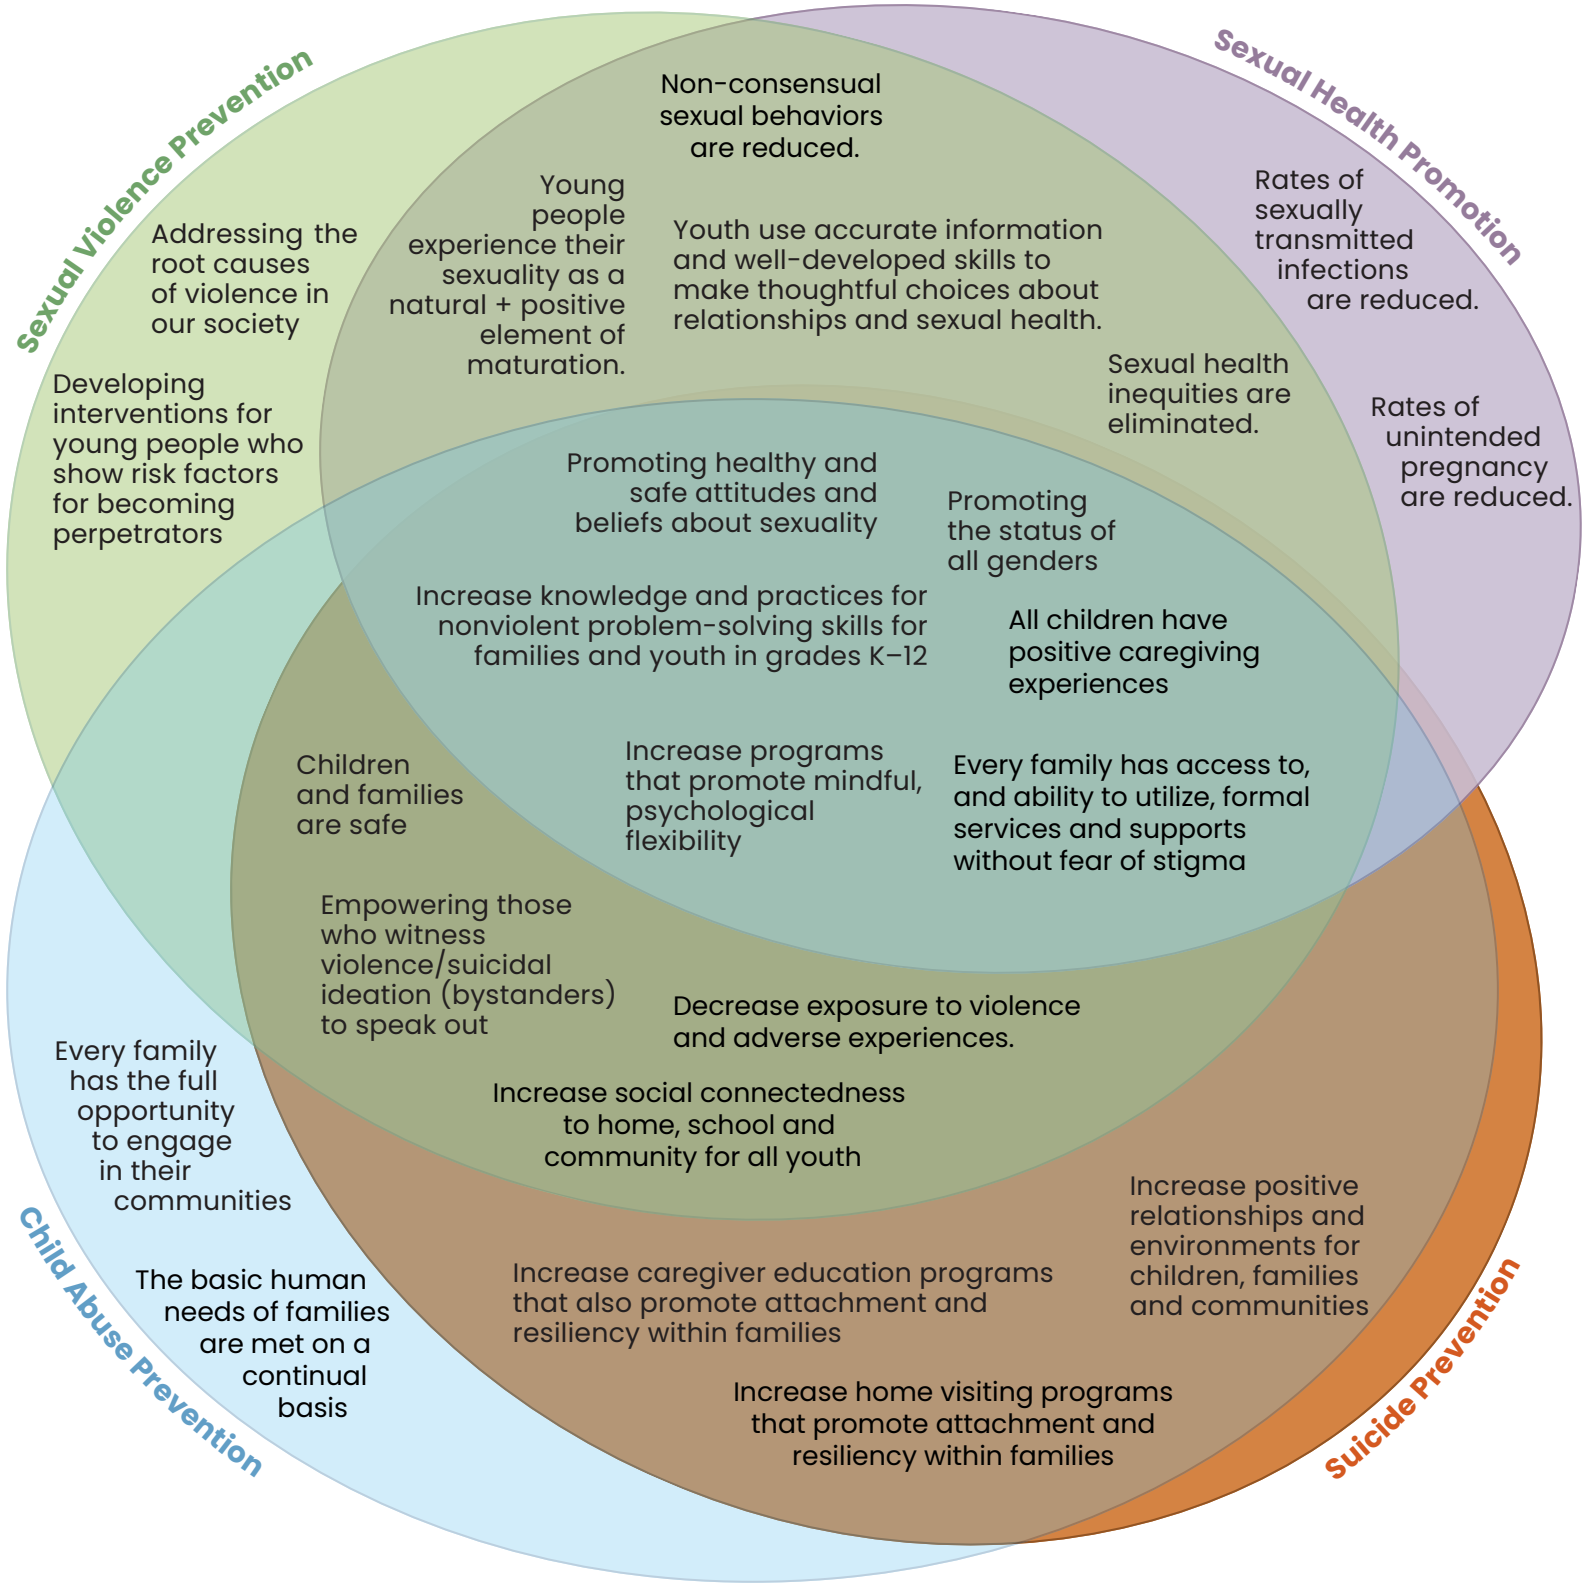 Sexual Violence Prevention
Sexual Health Promotion
Non-consensual
sexual behaviors
are reduced.
Young
people
experience their
sexuality as a
natural + positive
element of
maturation.
Youth use accurate information
and well-developed skills to
make thoughtful choices about
relationships and sexual health.
Rates of
sexually
transmitted
infections
are reduced.
Addressing the
root causes
of violence in
our society
Sexual health
inequities are
eliminated.
Rates of
unintended
pregnancy
are reduced.
Developing
interventions for
young people who
show risk factors
for becoming
perpetrators
Promoting healthy and
safe attitudes and
beliefs about sexuality
Promoting
the status of
all genders
Increase knowledge and practices for
nonviolent problem-solving skills for
families and youth in grades K–12
All children have
positive caregiving
experiences
Children
and families
are safe
Increase programs
that promote mindful,
psychological
flexibility
Every family has access to,
and ability to utilize, formal
services and supports
without fear of stigma
Empowering those
who witness
violence/suicidal
ideation (bystanders)
to speak out
Decrease exposure to violence
and adverse experiences.
Increase social connectedness
to home, school and
community for all youth
Every family
has the full
opportunity
to engage
in their
communities
The basic human
needs of families
are met on a
continual
basis
Increase caregiver education programs
that also promote attachment and
resiliency within families
Increase positive
relationships and
environments for
children, families
and communities
Increase home visiting programs
that promote attachment and
resiliency within families
Child Abuse Prevention
Suicide Prevention